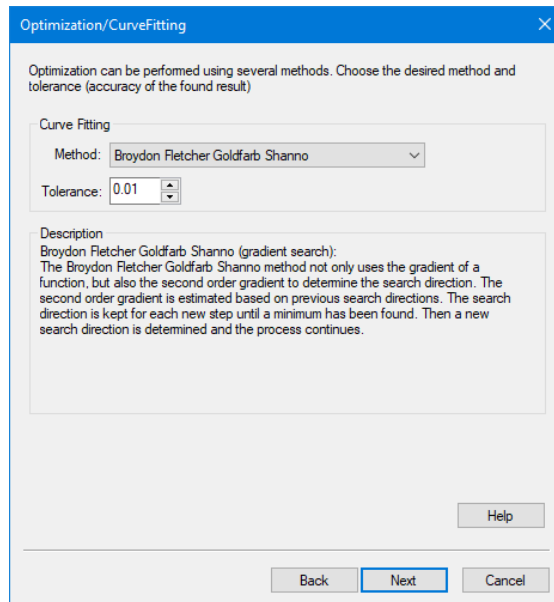 Optimization/CurveFitting
Optimization can be performed using several methods. Choose the desired method and
tolerance (accuracy of the found result)
Curve Fitting
Method: Broydon Fletcher Goldfarb Shanno
Tolerance: 0.01
Description
Broydon Fletcher Goldfarb Shanno (gradient search):
The Broydon Fletcher Goldfarb Shanno method not only uses the gradient of a
function, but also the second order gradient to determine the search direction. The
second order gradient is estimated based on previous search directions. The search
direction is kept for each new step until a minimum has been found. Then a new
search direction is determined and the process continues.
Help
Back Next Cancel